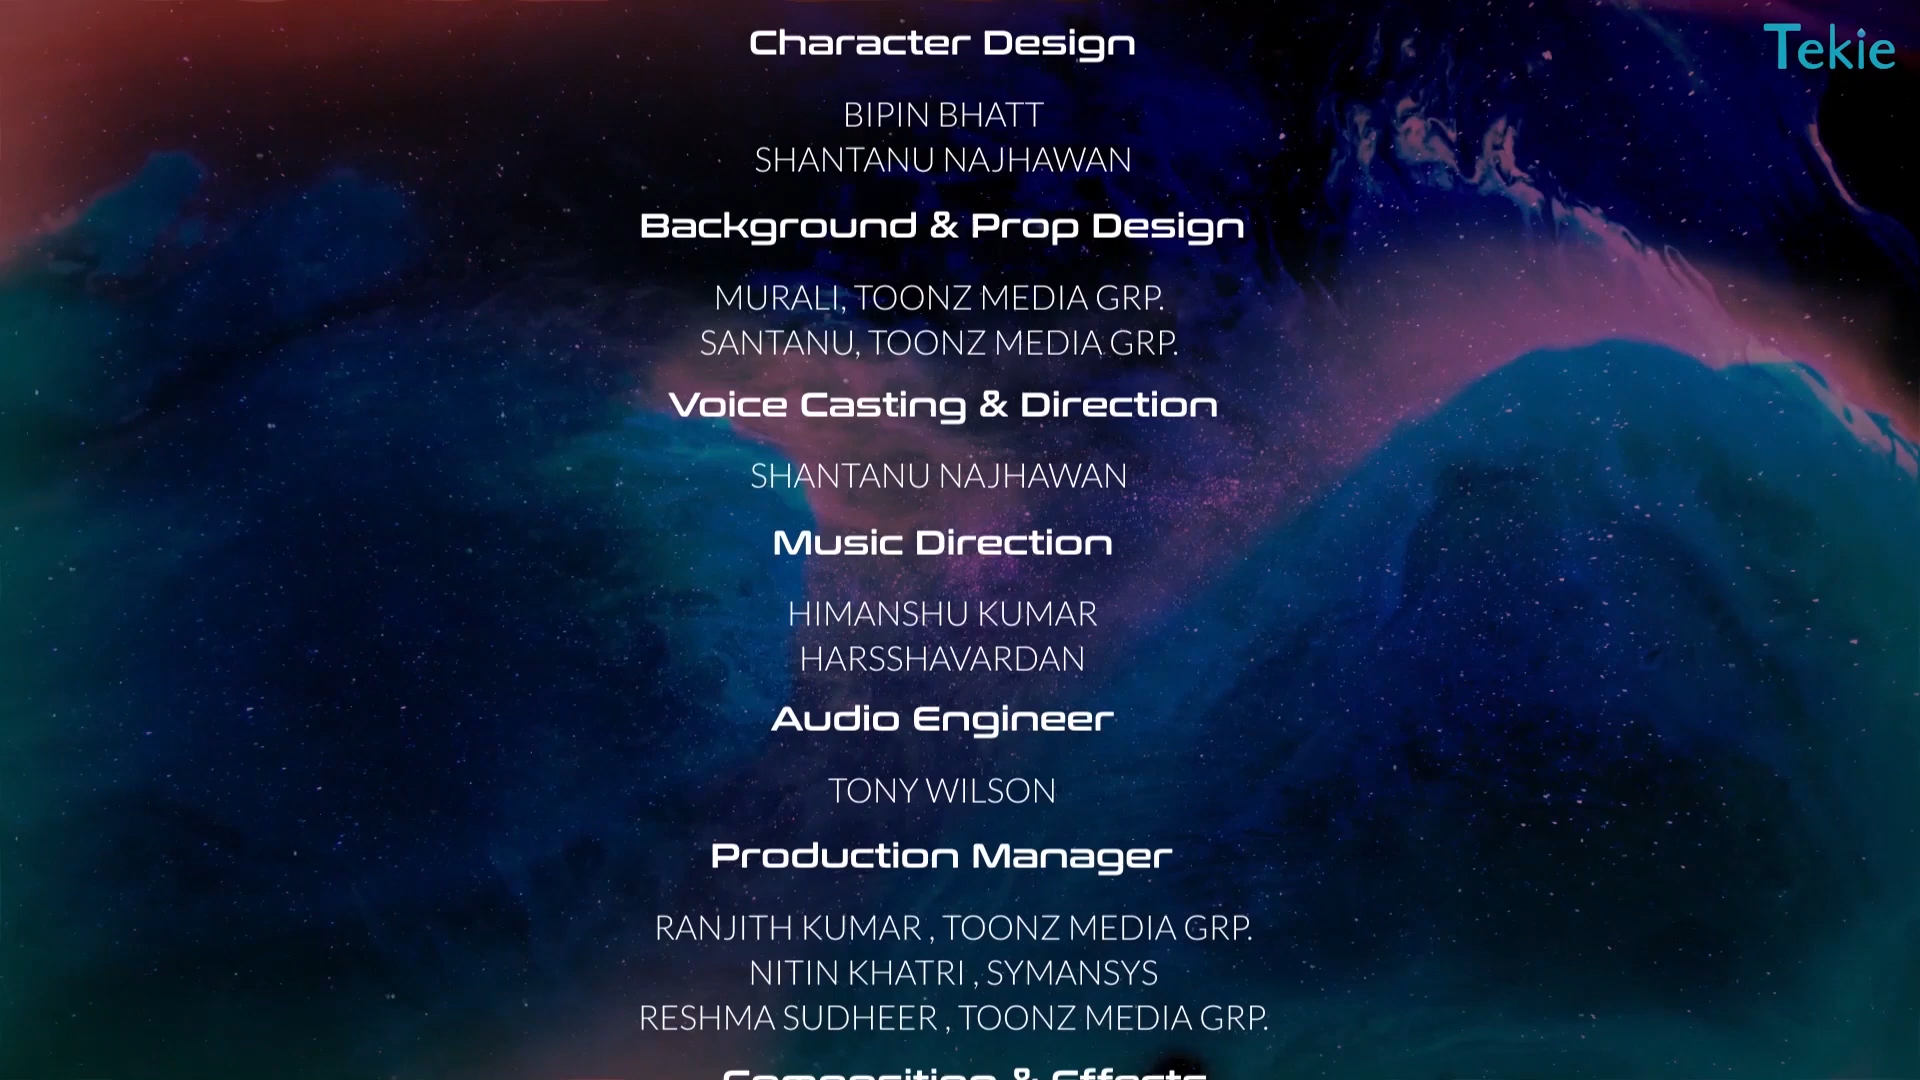 Tekie
Character Design
BIPIN BHATT
SHANTANU NAJHAWAN
Background & Prop Design
MURALI, TOONZ MEDIA GRP.
SANTANU, TOONZ MEDIA GRP.
Voice Casting & Direction
SHANTANU NAJHAWAN
Music Direction
HIMANSHU KUMAR
HARSSHAVARDAN
Audio Engineer
TONY WILSON
Production Manager
RANJITH KUMAR , TOONZ MEDIA GRP.
NITIN KHATRI , SYMANSYS
RESHMA SUDHEER , TOONZ MEDIA GRP.
Composition & Effects